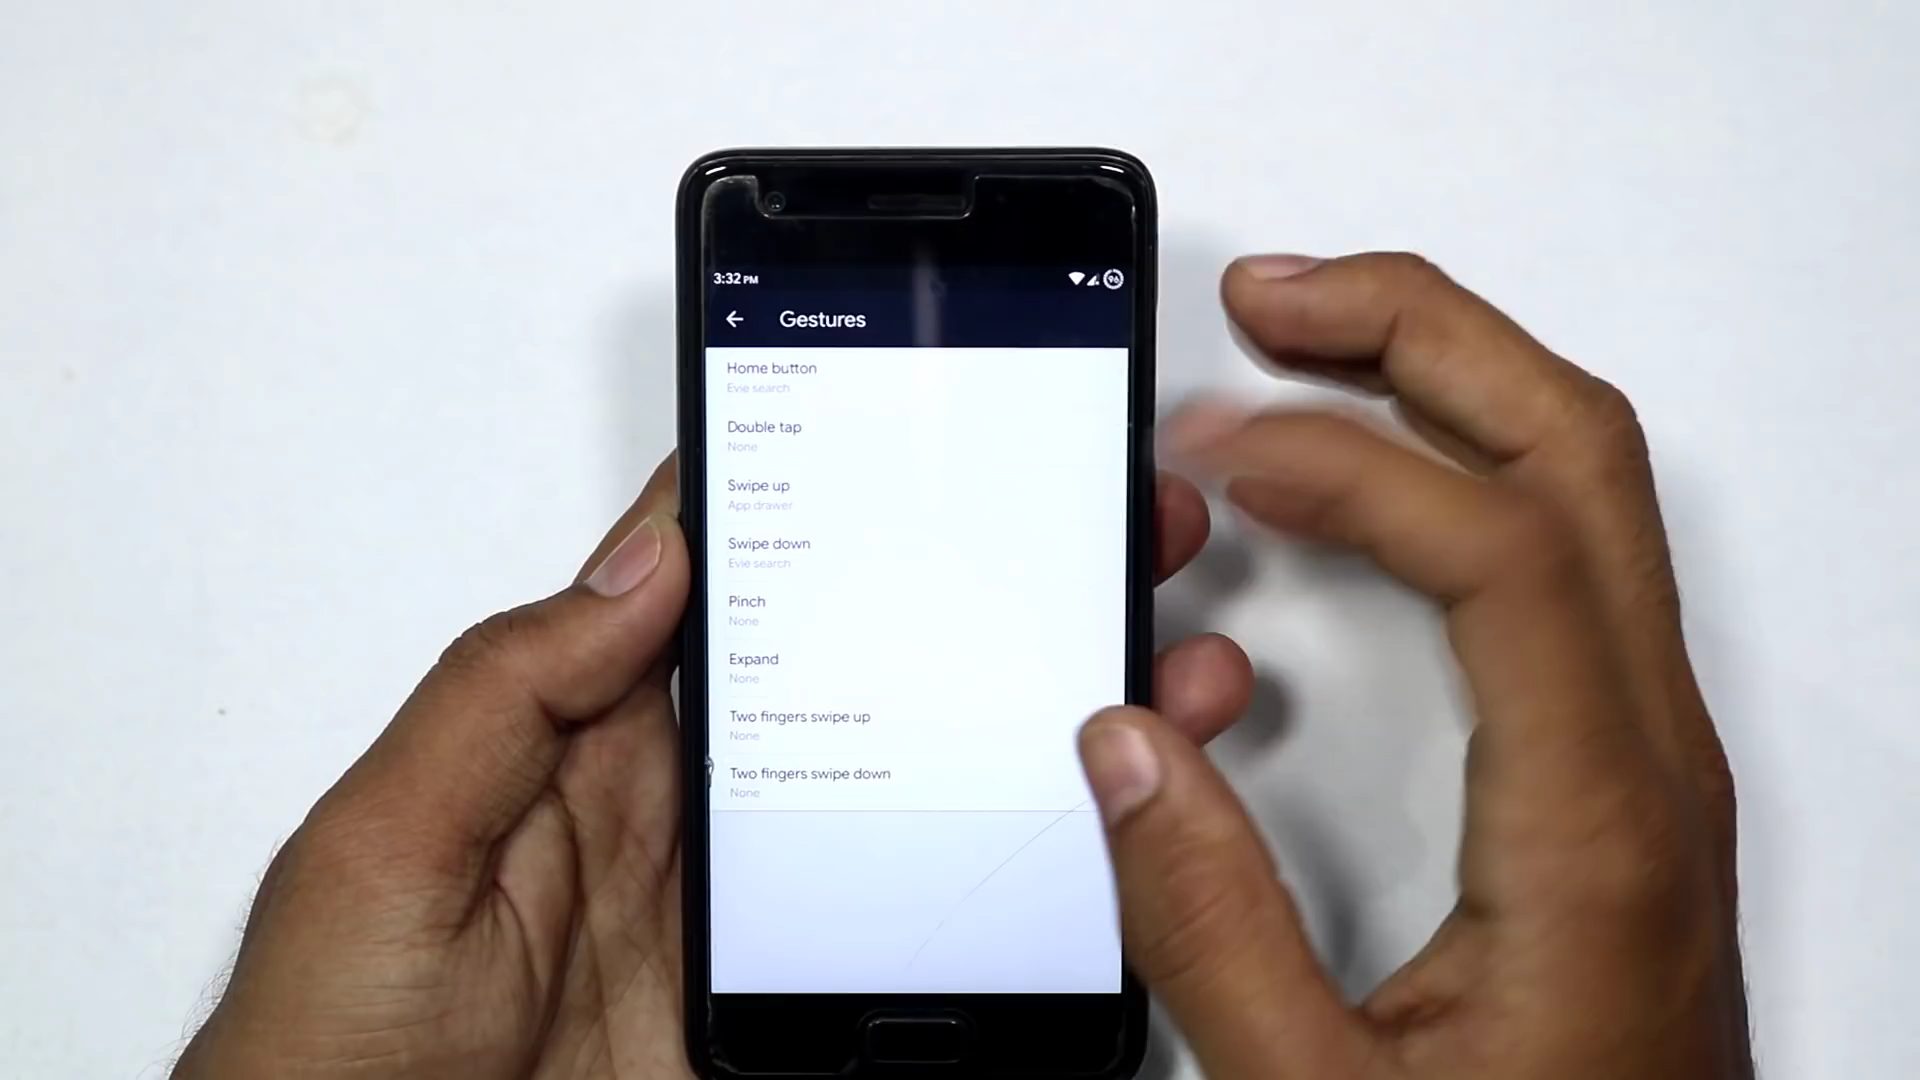 3:32 PM
96
Gestures
Home button
Evie search
Double tap
None
Swipe up
App drawer
Swipe down
Evie search
Pinch
None
Expand
None
Two fingers swipe up
None
Two fingers swipe down
None